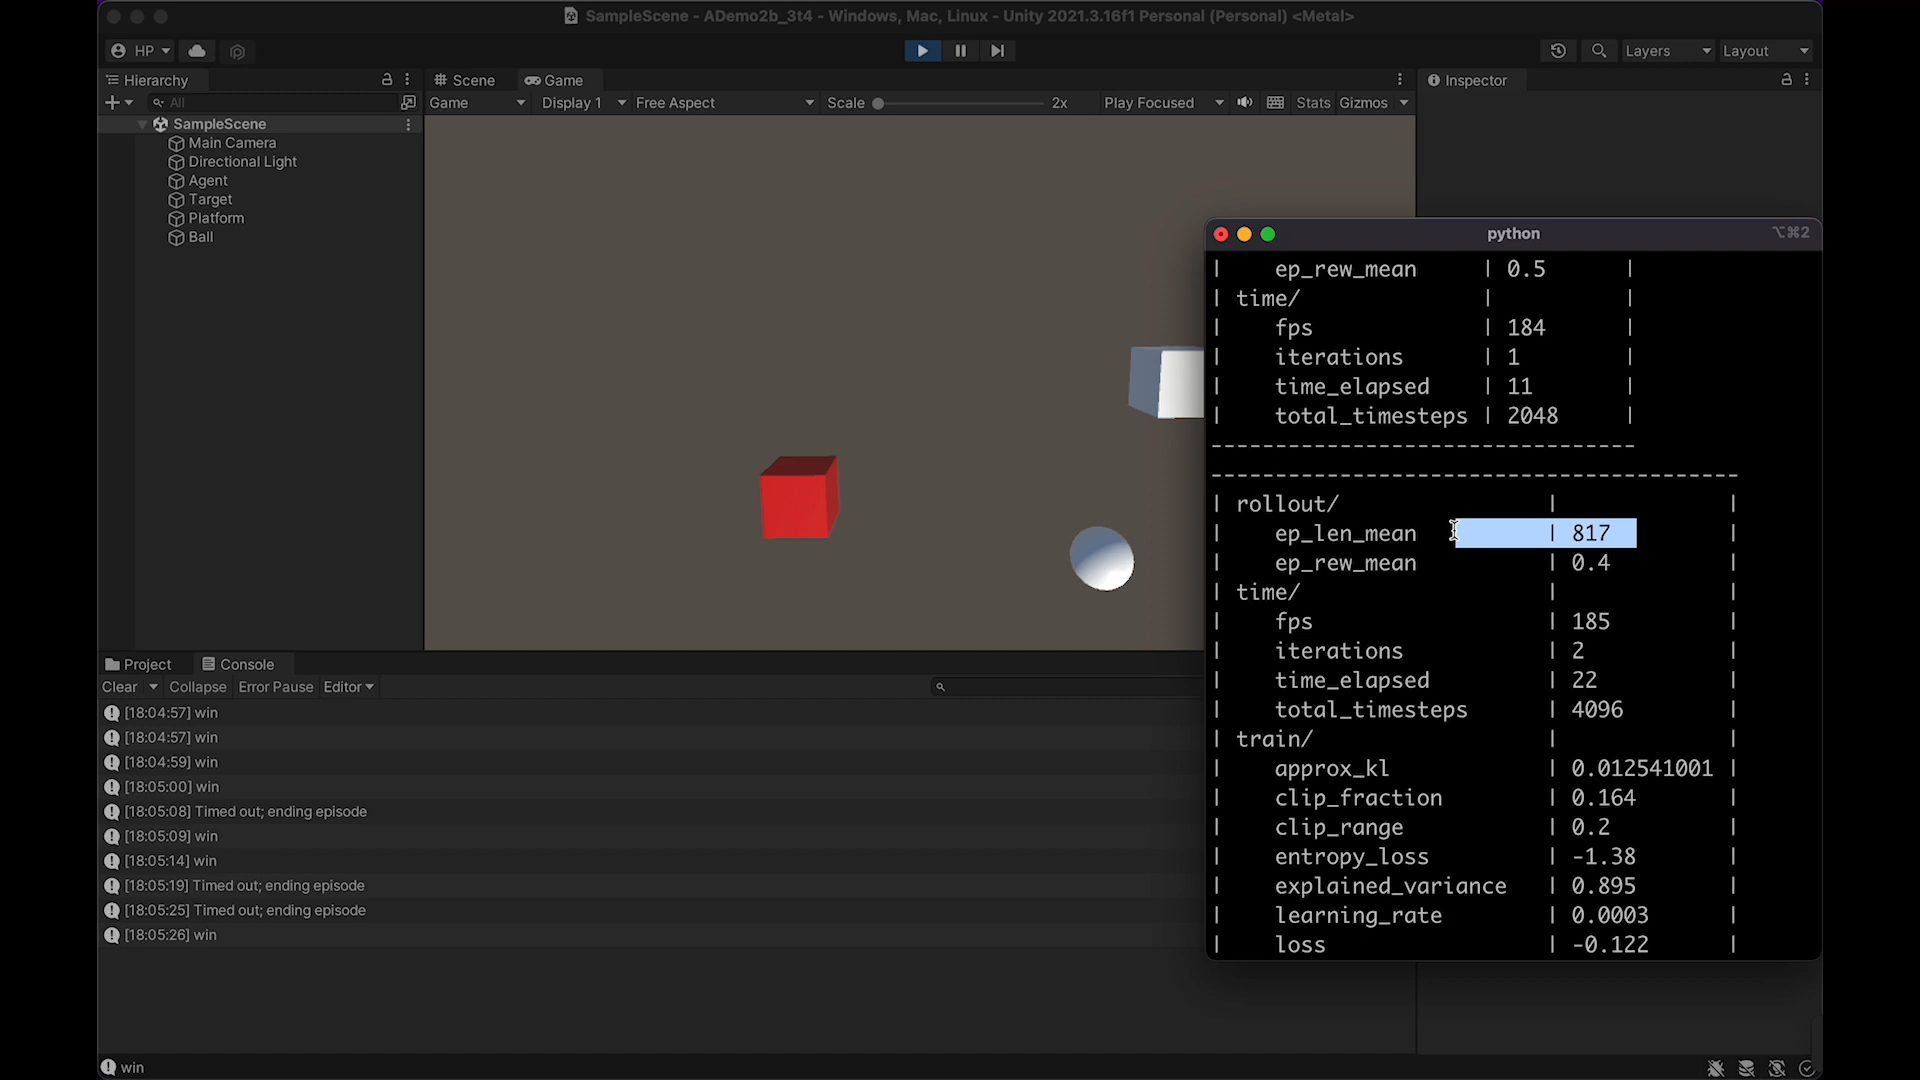 SampleScene - ADemo2b_3t4 - Windows, Mac, Linux - Unity 2021.3.16f1 Personal (Personal) <Metal>
HP
Layers
Layout
Hierarchy
Scene
Game
Inspector
All
Game
Display 1
Free Aspect
Scale
2x
Play Focused
Stats
Gizmos
SampleScene
Main Camera
Directional Light
Agent
Target
Platform
Ball
python
⌥⌘2
| ep_rew_mean | 0.5 |
| time/ | |
| fps | 184 |
| iterations | 1 |
| time_elapsed | 11 |
| total_timesteps | 2048 |
---------------------------------
-----------------------------------------
| rollout/ | |
| ep_len_mean | 817 |
| ep_rew_mean | 0.4 |
| time/ | |
| fps | 185 |
| iterations | 2 |
| time_elapsed | 22 |
| total_timesteps | 4096 |
| train/ | |
| approx_kl | 0.012541001 |
| clip_fraction | 0.164 |
| clip_range | 0.2 |
| entropy_loss | -1.38 |
| explained_variance | 0.895 |
| learning_rate | 0.0003 |
| loss | -0.122 |
Project
Console
Clear
Collapse
Error Pause
Editor
[18:04:57] win
[18:04:57] win
[18:04:59] win
[18:05:00] win
[18:05:08] Timed out; ending episode
[18:05:09] win
[18:05:14] win
[18:05:19] Timed out; ending episode
[18:05:25] Timed out; ending episode
[18:05:26] win
win